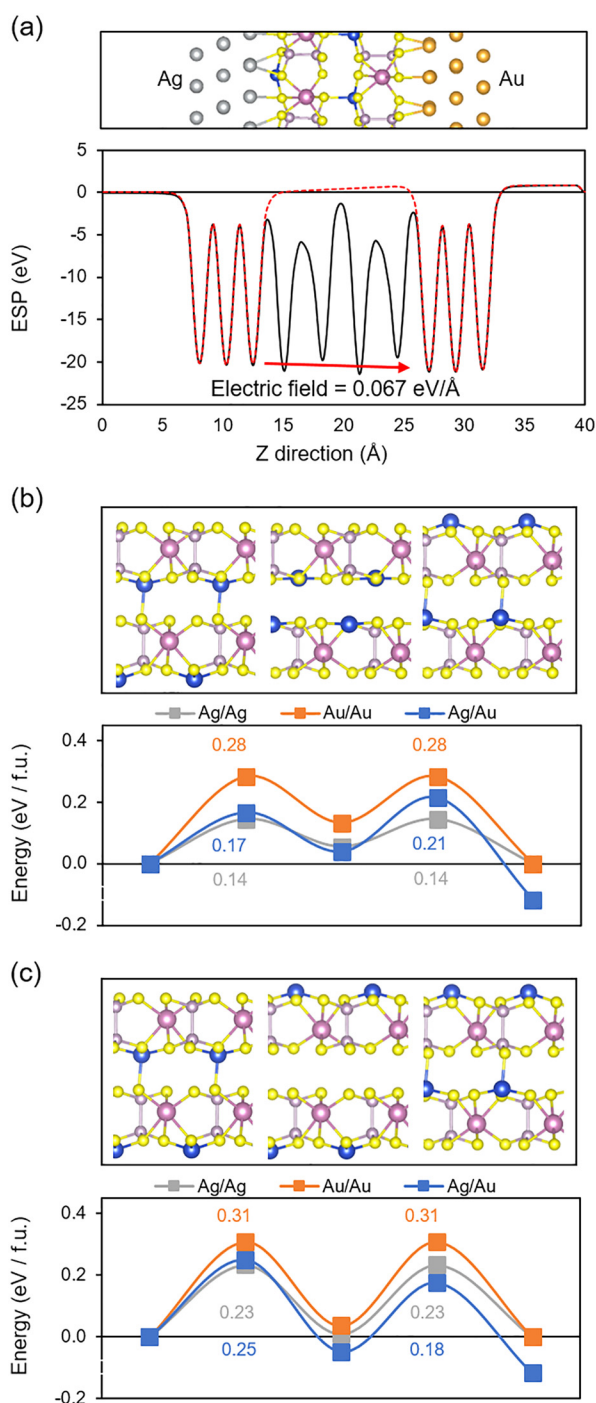 (a)
Ag Au
5
0
-5
-10
-15
-20
-25
ESP (eV)
Electric field = 0.067 eV/Å
0 5 10 15 20 25 30 35 40
Z direction (Å)
(b)
Ag/Ag Au/Au Ag/Au
0.4
0.2
0.0
-0.2
Energy (eV / f.u.)
0.28 0.28
0.17 0.21
0.14 0.14
(c)
Ag/Ag Au/Au Ag/Au
0.4
0.2
0.0
-0.2
Energy (eV / f.u.)
0.31 0.31
0.23 0.23
0.25 0.18